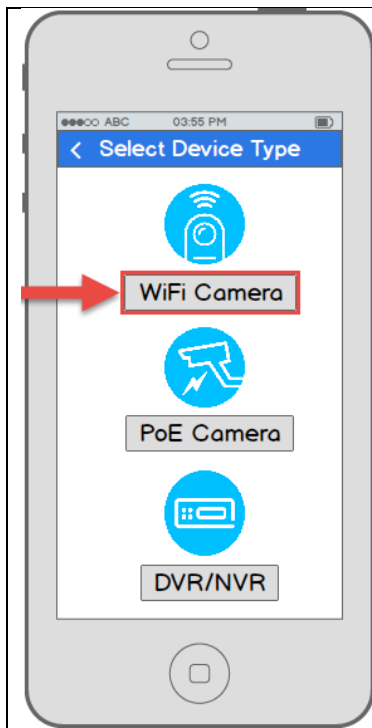 ABC 03:55 PM
< Select Device Type
WiFi Camera
PoE Camera
DVR/NVR